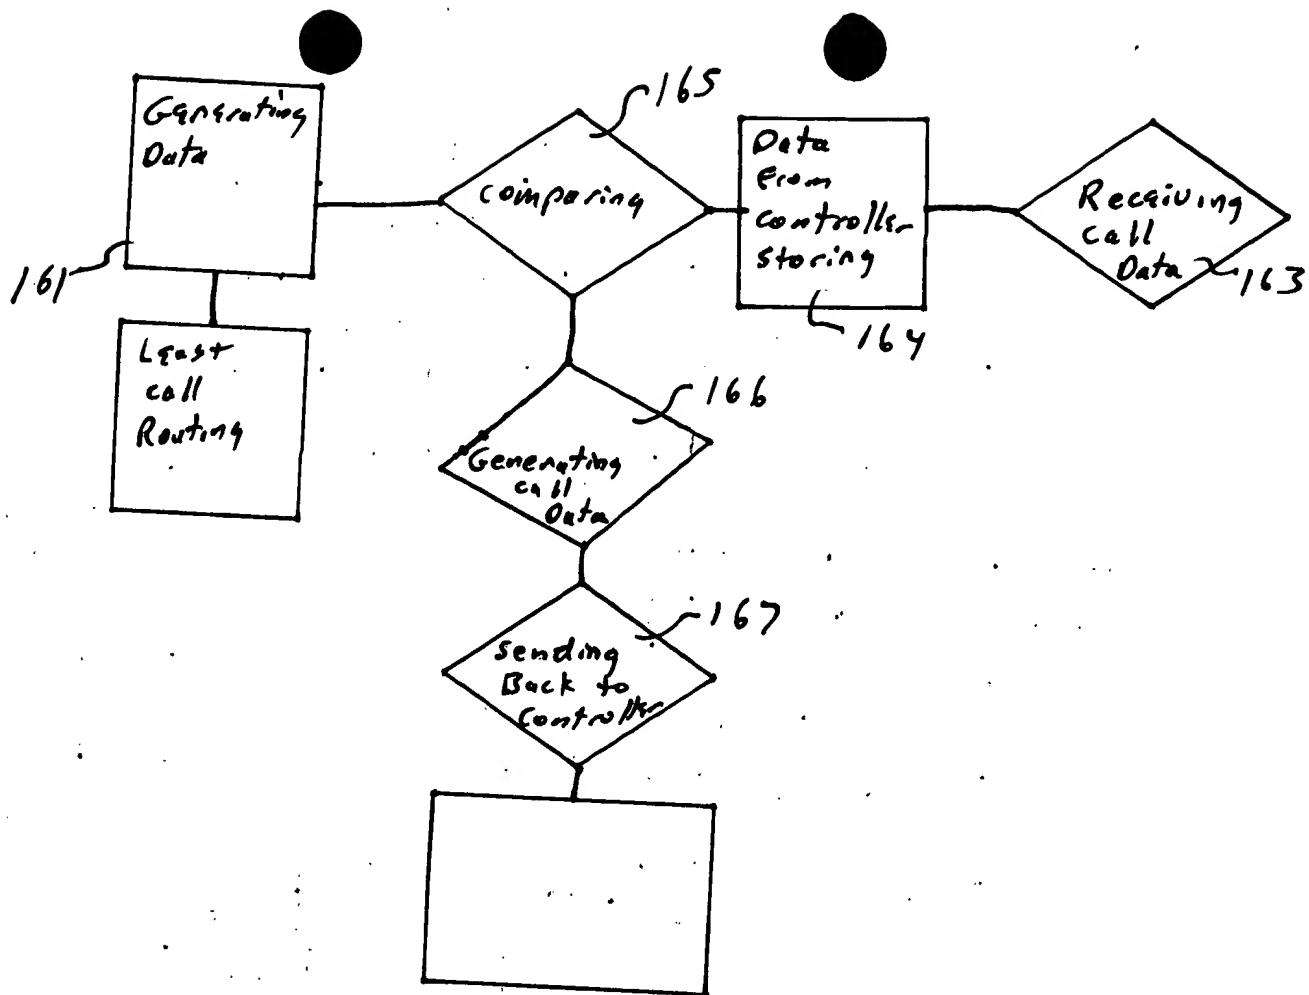 Generating
Data
161
Least
call
Routing
165
comparing
Data
From
controller
storing
164
Receiving
call
Data
163
166
Generating
call
Data
167
sending
Back to
controller